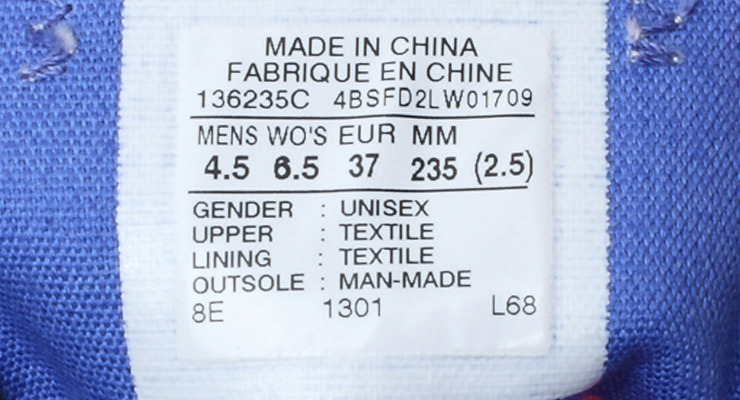 MADE IN CHINA
FABRIQUE EN CHINE
136235C 4BSFD2LW01709
MENS WO'S EUR MM
4.5 6.5 37 235 (2.5)
GENDER : UNISEX
UPPER : TEXTILE
LINING : TEXTILE
OUTSOLE : MAN-MADE
8E 1301 L68